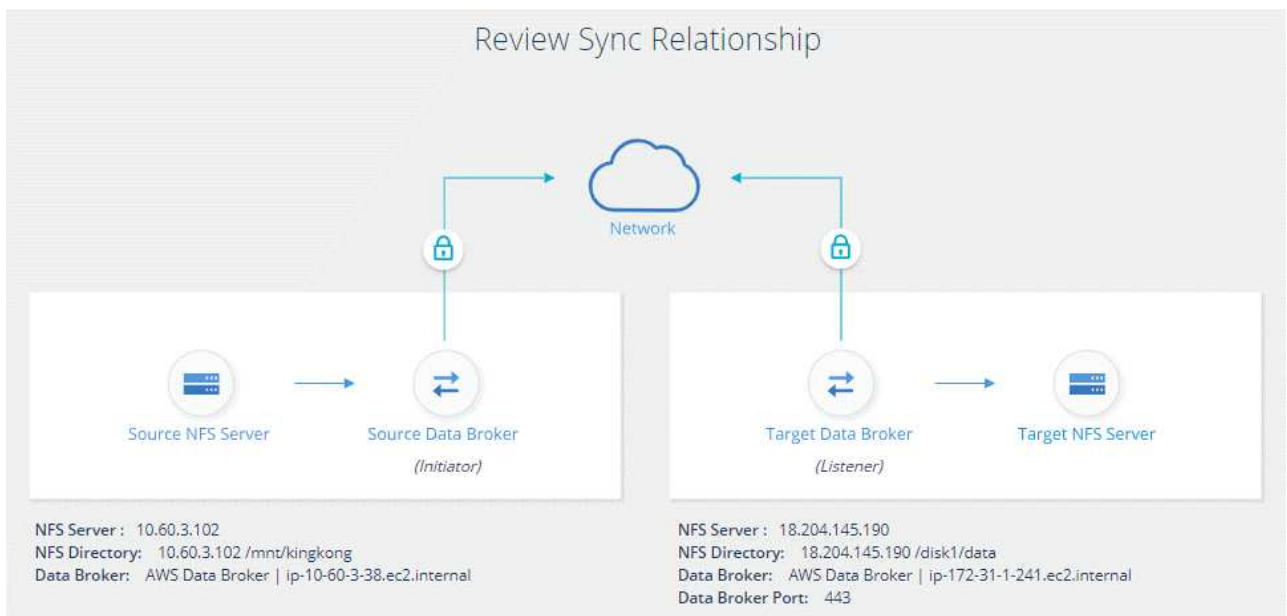 Review Sync Relationship
Network
Source NFS Server
Source Data Broker
(Initiator)
Target Data Broker
(Listener)
Target NFS Server
NFS Server : 10.60.3.102
NFS Directory: 10.60.3.102 /mnt/kingkong
Data Broker: AWS Data Broker | ip-10-60-3-38.ec2.internal
NFS Server : 18.204.145.190
NFS Directory: 18.204.145.190 /disk1/data
Data Broker: AWS Data Broker | ip-172-31-1-241.ec2.internal
Data Broker Port: 443